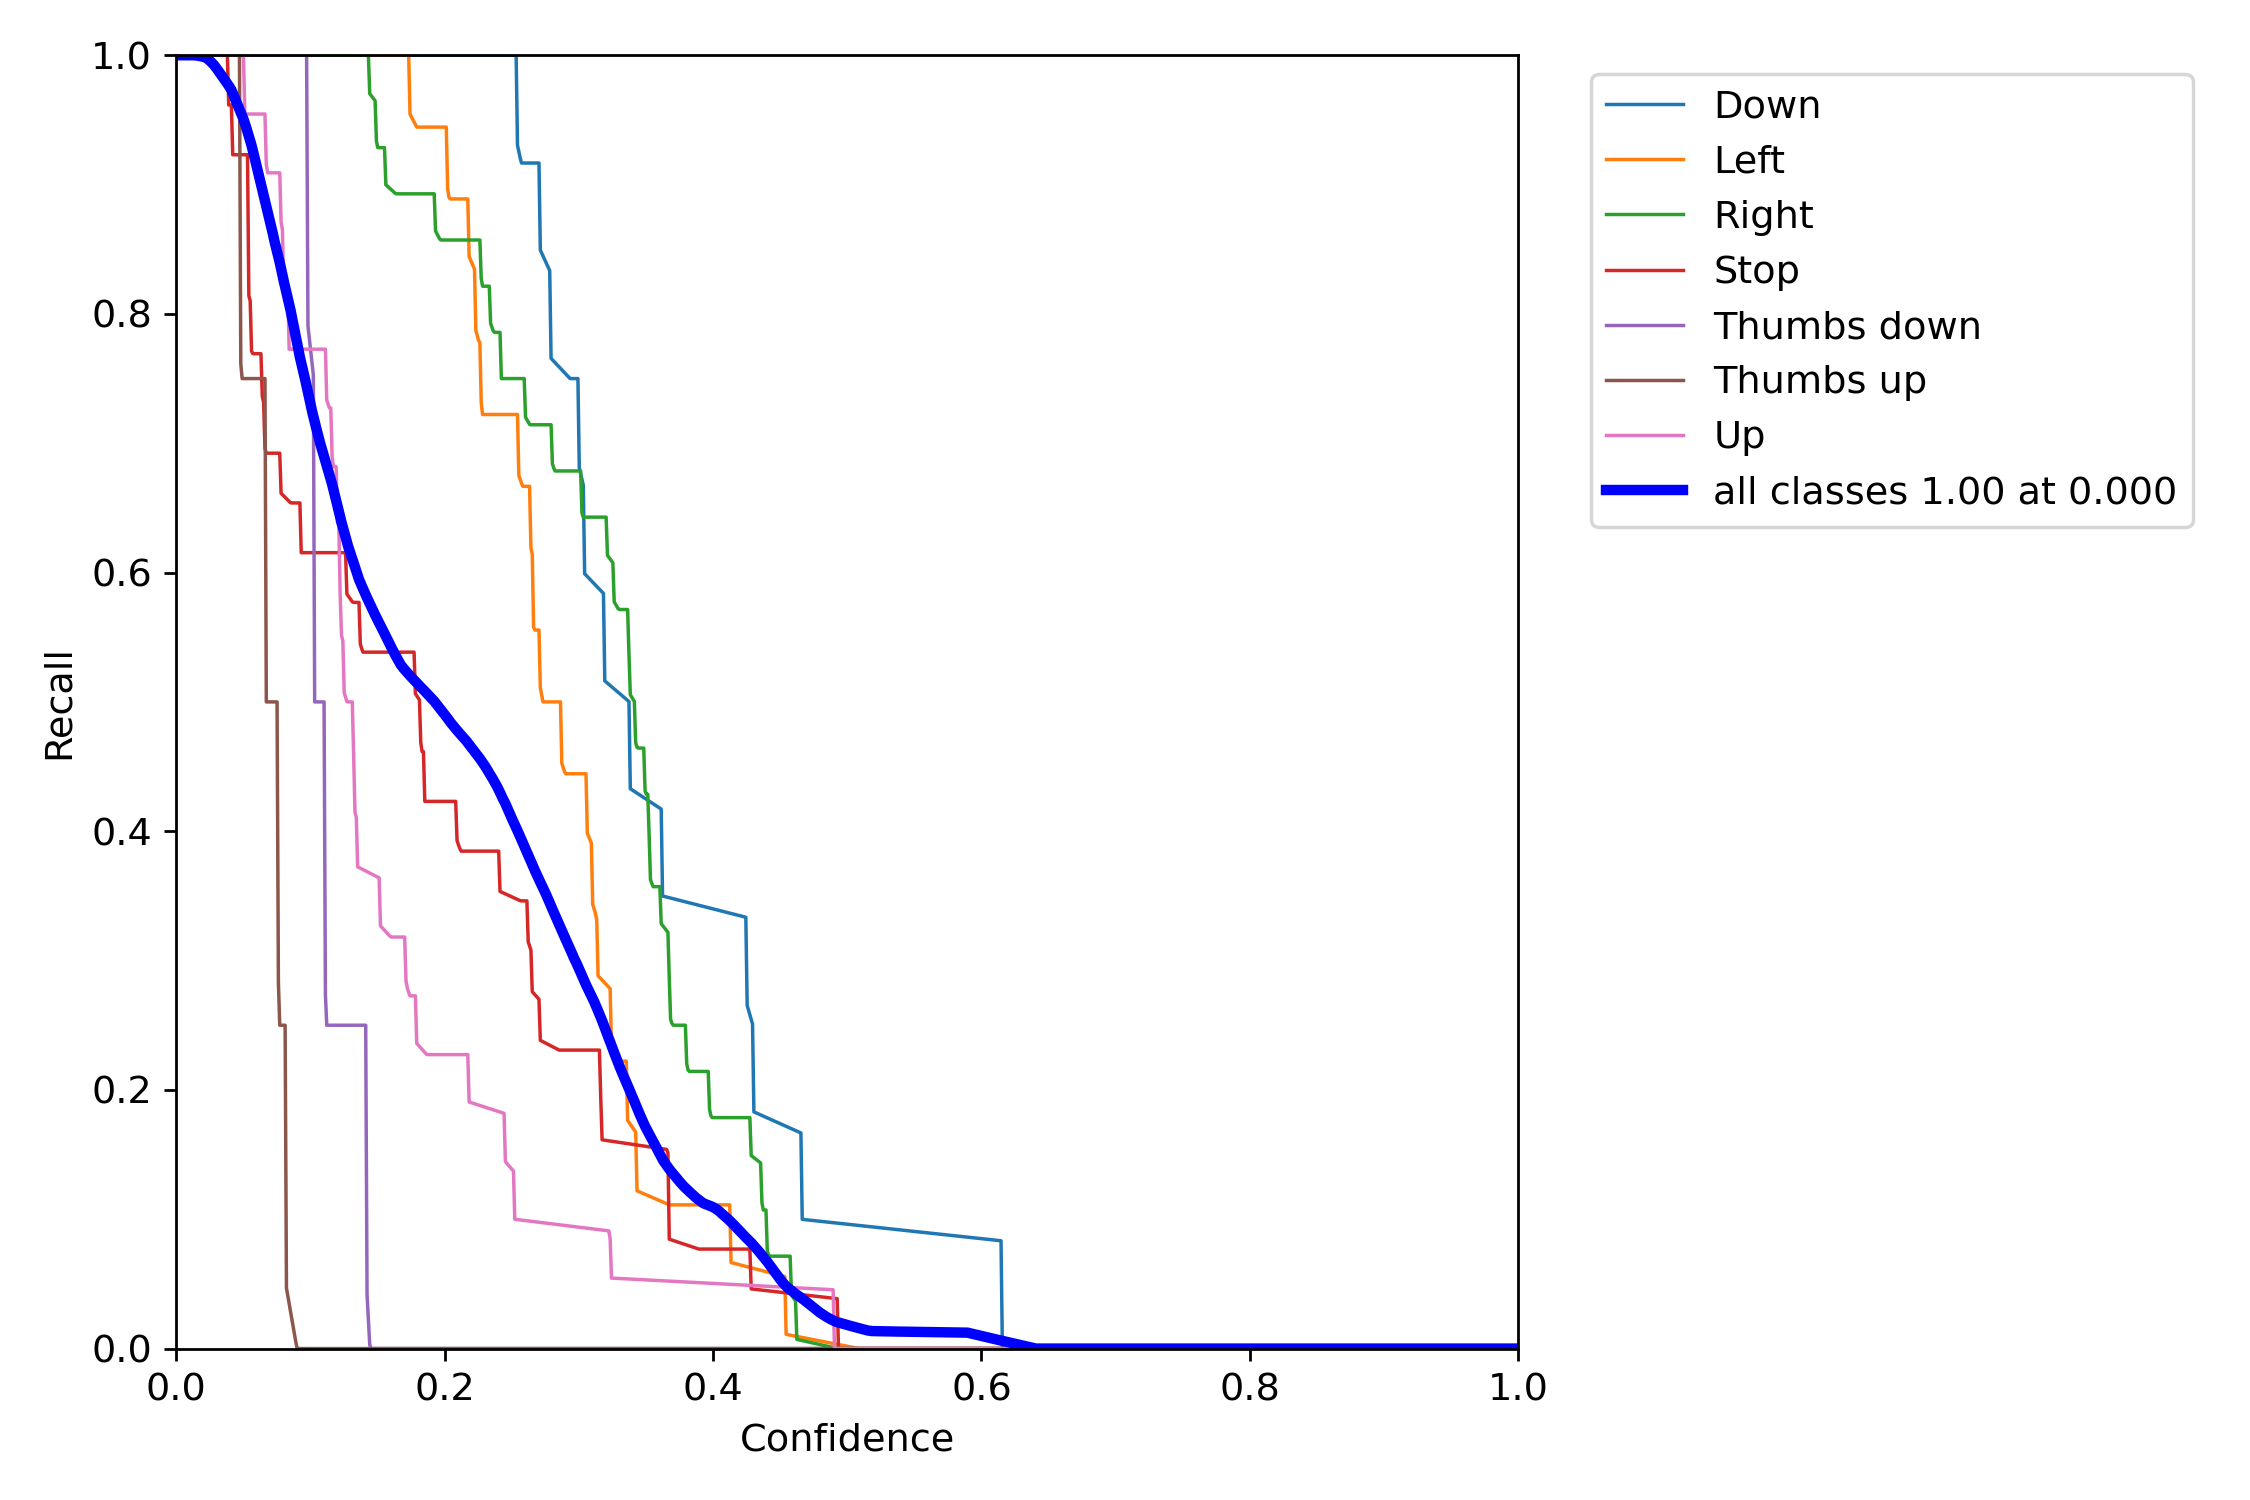 1.0
0.8
0.6
0.4
0.2
0.0
Recall
0.0 0.2 0.4 0.6 0.8 1.0
Confidence
Down
Left
Right
Stop
Thumbs down
Thumbs up
Up
all classes 1.00 at 0.000